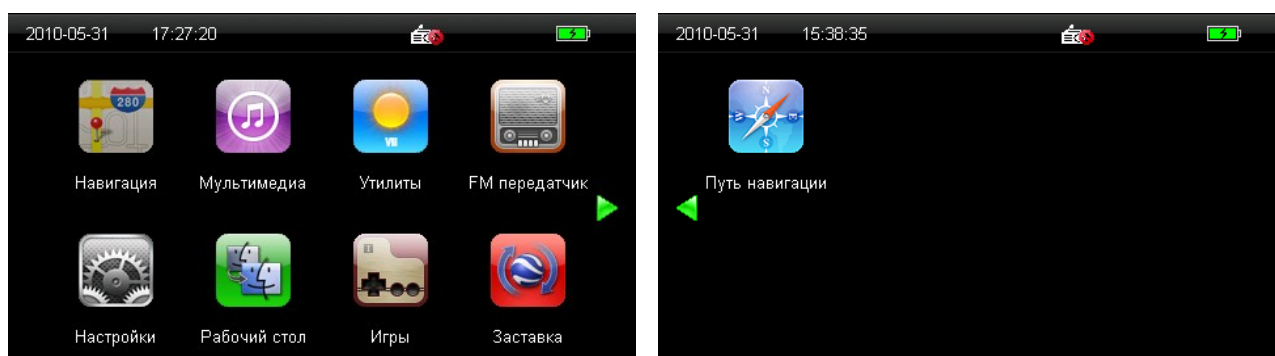 2010-05-31 17:27:20
280
Навигация Мультимедиа Утилиты FM передатчик
Настройки Рабочий стол Игры Заставка
2010-05-31 15:38:35
N
W E
S
Путь навигации